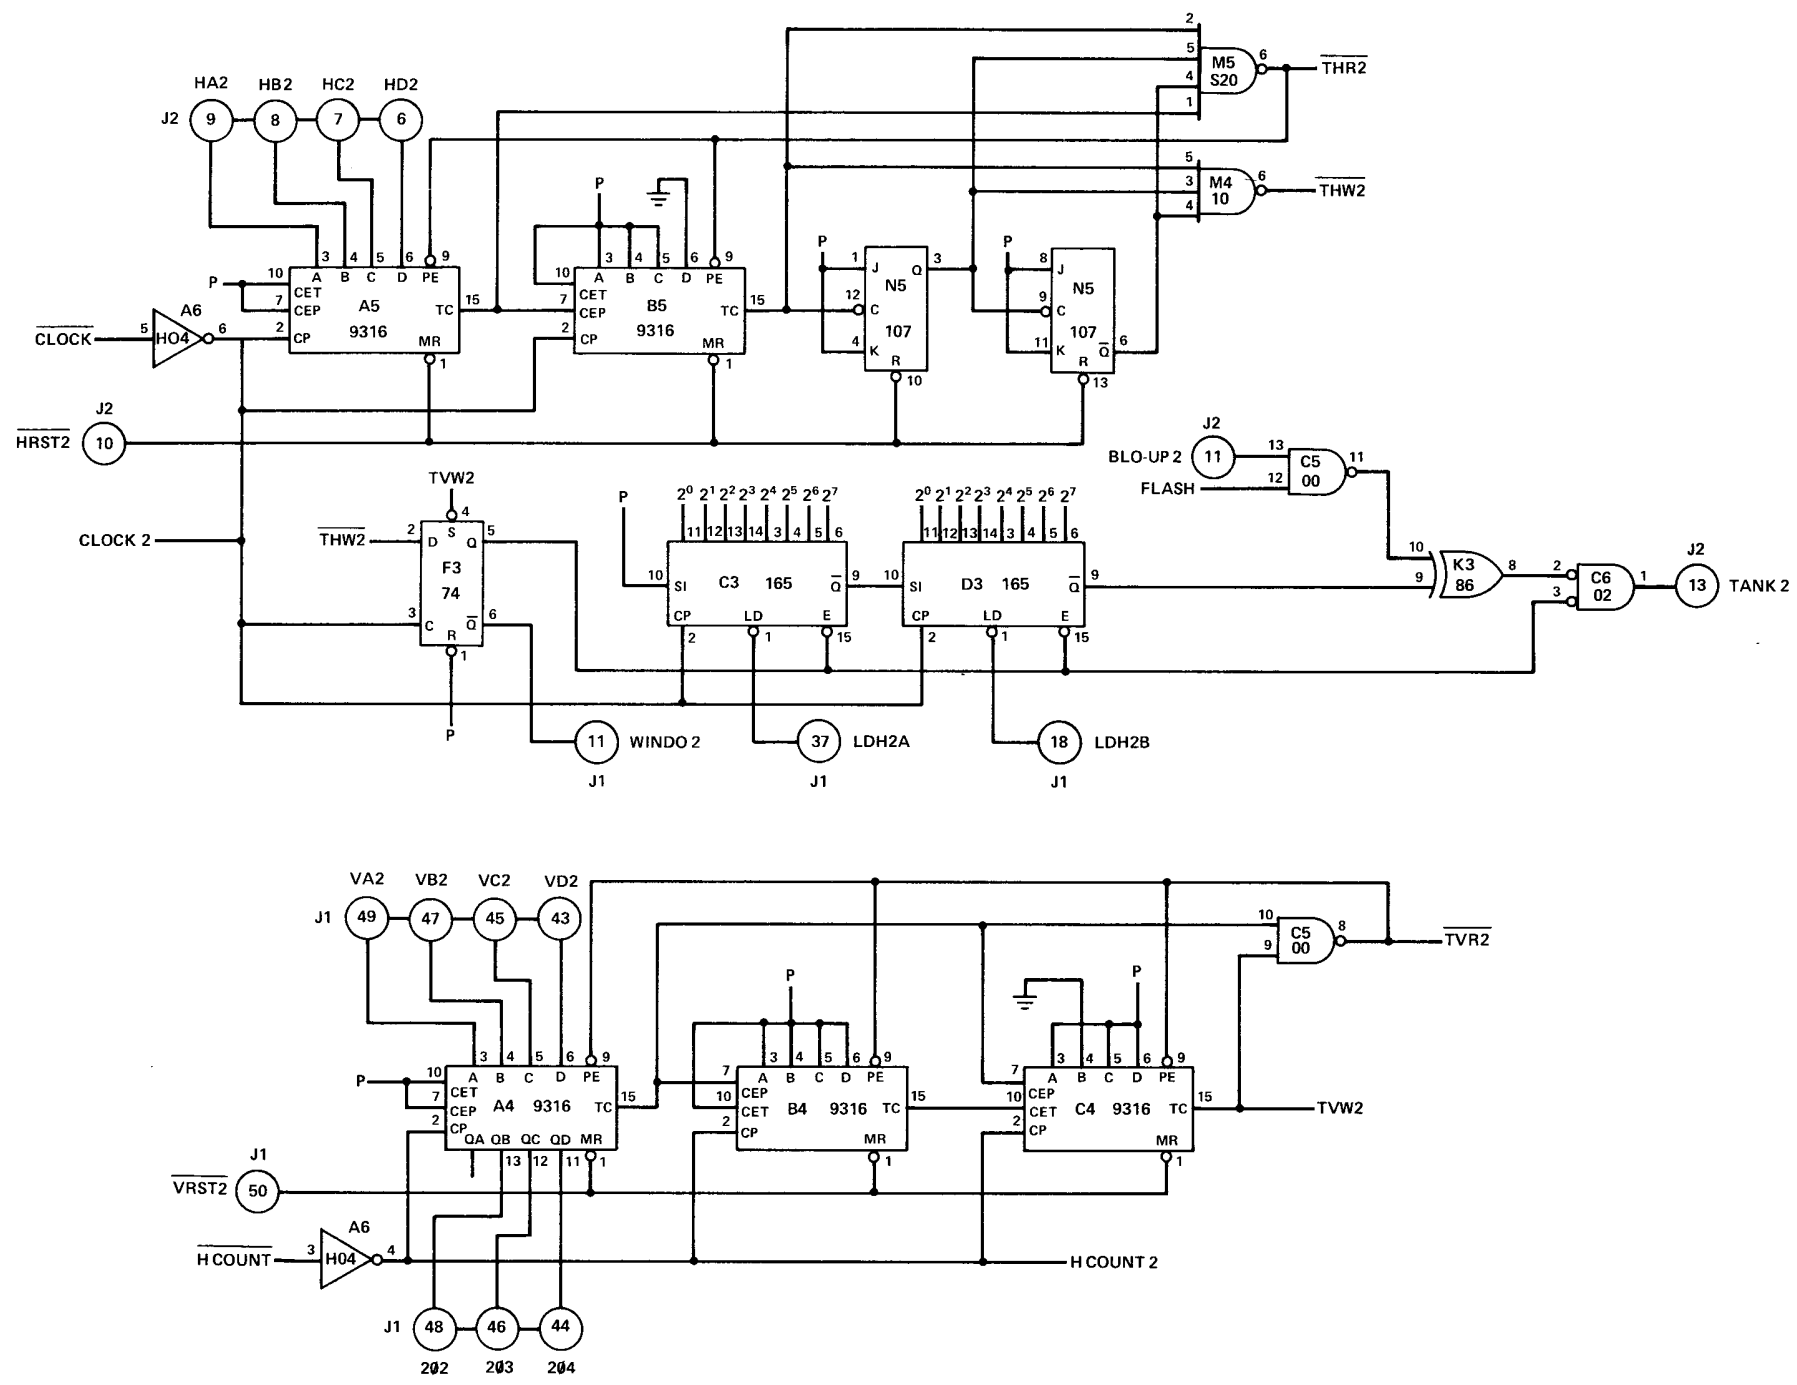 2
5 M5 6 T̅H̅R̅2̅
4 S20
1
HA2 HB2 HC2 HD2
J2 9 8 7 6
5
3 M4 6 T̅H̅W̅2̅
4 10
P
3 4 5 6 9
A B C D PE
P 10 CET
7 CEP A5 TC 15
9316
2 CP MR
1
A6
C̅L̅O̅C̅K̅ 5 HO4 6
3 4 5 6 9
A B C D PE
10 CET
7 CEP B5 TC 15
2 CP 9316
MR
1
P
1 J Q 3
N5
12 C
107
4 K R
10
P
8 J
N5
9 C
107
11 K Q̅ 6
R
13
J2
H̅R̅S̅T̅2̅ 10
J2
BLO-UP 2 11 13 C5 11
FLASH 12 00
TVW2
4
S
T̅H̅W̅2̅ 2 D Q 5
F3
74
3 C Q̅ 6
R
1
P
CLOCK 2
P
2⁰ 2¹ 2² 2³ 2⁴ 2⁵ 2⁶ 2⁷
11 12 13 14 3 4 5 6
10 SI C3 165 Q̅ 9
CP LD E
2 1 15
2⁰ 2¹ 2² 2³ 2⁴ 2⁵ 2⁶ 2⁷
11 12 13 14 3 4 5 6
10 SI D3 165 Q̅ 9
CP LD E
2 1 15
10 K3 8
9 86
2 C6 1
3 02
J2
13 TANK 2
11 WINDO 2
J1
37 LDH2A
J1
18 LDH2B
J1
VA2 VB2 VC2 VD2
J1 49 47 45 43
10 C5 8 T̅V̅R̅2̅
9 00
P
P
3 4 5 6 9
A B C D PE
P 10 CET
7 CEP A4 9316 TC 15
2 CP
QA QB QC QD MR
13 12 11 1
3 4 5 6 9
A B C D PE
7 CEP
10 CET B4 9316 TC 15
2 CP
MR
1
3 4 5 6 9
A B C D PE
7 CEP
10 CET C4 9316 TC 15
2 CP
MR
1
TVW2
J1
V̅R̅S̅T̅2̅ 50
A6
H̅ ̅C̅O̅U̅N̅T̅ 3 H04 4 H COUNT 2
J1 48 46 44
2Ø2 2Ø3 2Ø4